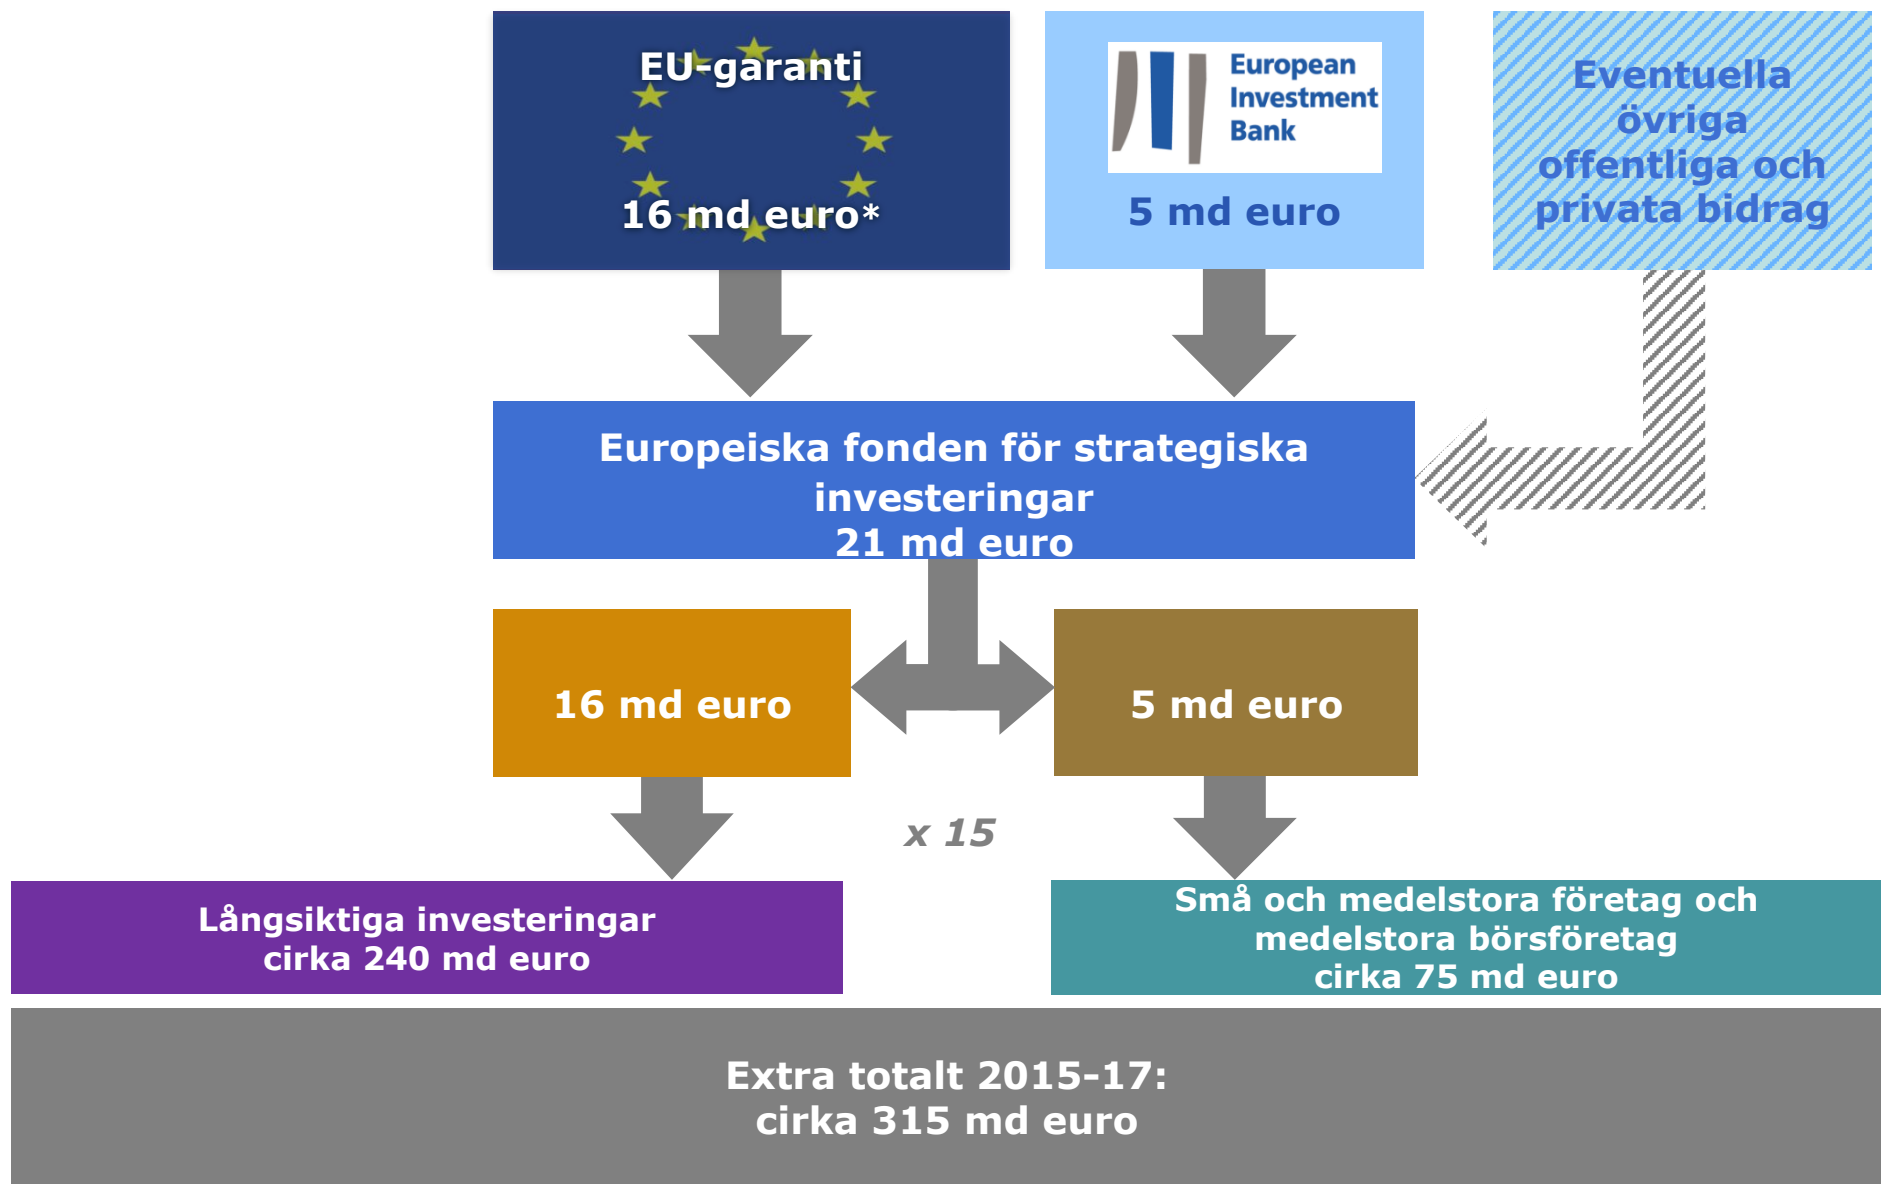 EU-garanti
16 md euro*
European
Investment
Bank
5 md euro
Eventuella
övriga
offentliga och
privata bidrag
Europeiska fonden för strategiska
investeringar
21 md euro
16 md euro
5 md euro
x 15
Långsiktiga investeringar
cirka 240 md euro
Små och medelstora företag och
medelstora börsföretag
cirka 75 md euro
Extra totalt 2015-17:
cirka 315 md euro